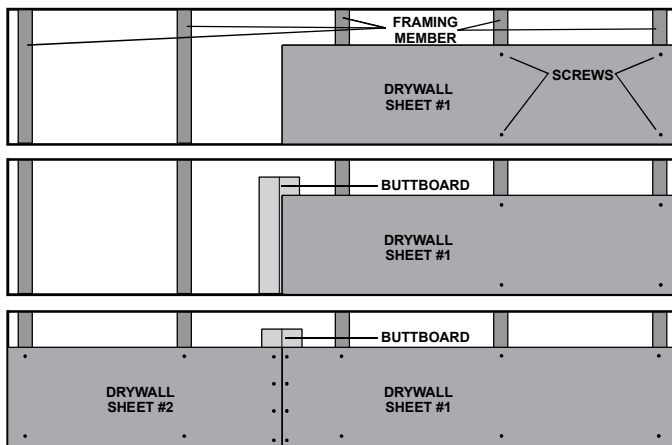 FRAMING
MEMBER
DRYWALL
SHEET #1
SCREWS
BUTTBOARD
DRYWALL
SHEET #1
BUTTBOARD
DRYWALL
SHEET #2
DRYWALL
SHEET #1